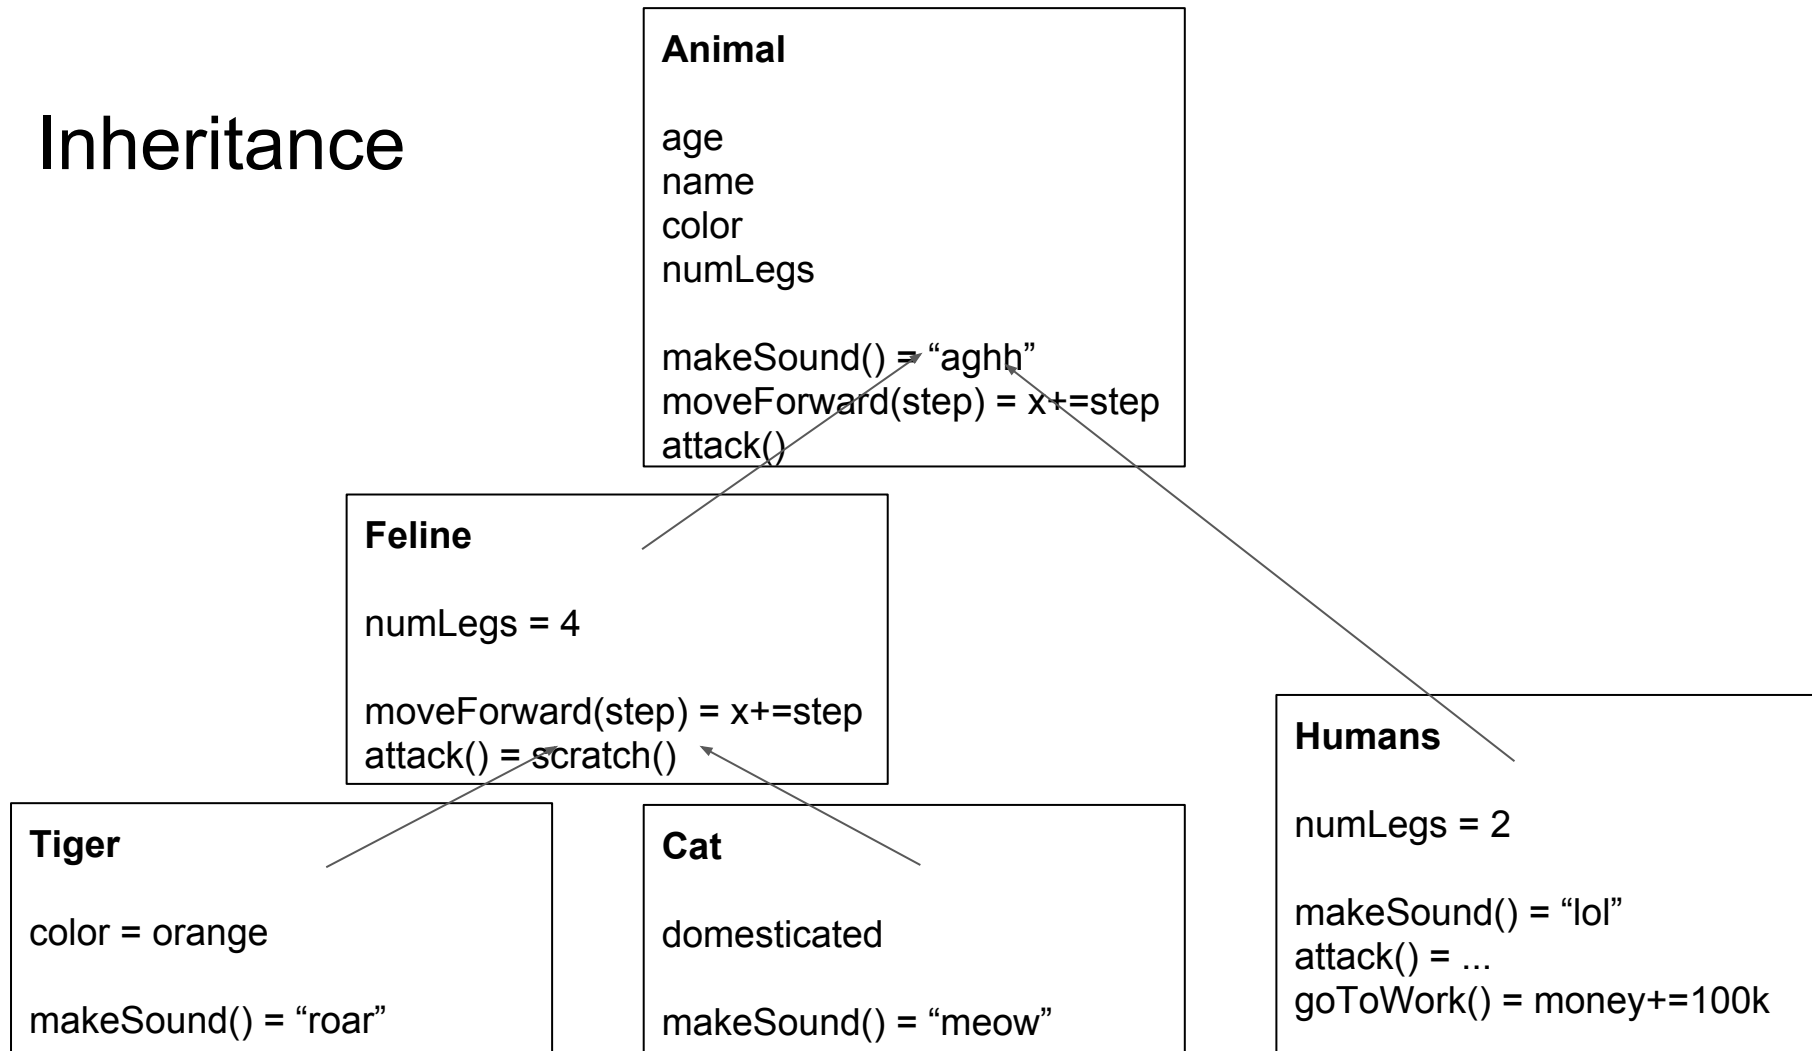 Inheritance
Animal
age
name
color
numLegs
makeSound() = “aghh”
moveForward(step) = x+=step
attack()
Feline
numLegs = 4
moveForward(step) = x+=step
attack() = scratch()
Tiger
color = orange
makeSound() = “roar”
Cat
domesticated
makeSound() = “meow”
Humans
numLegs = 2
makeSound() = “lol”
attack() = ...
goToWork() = money+=100k